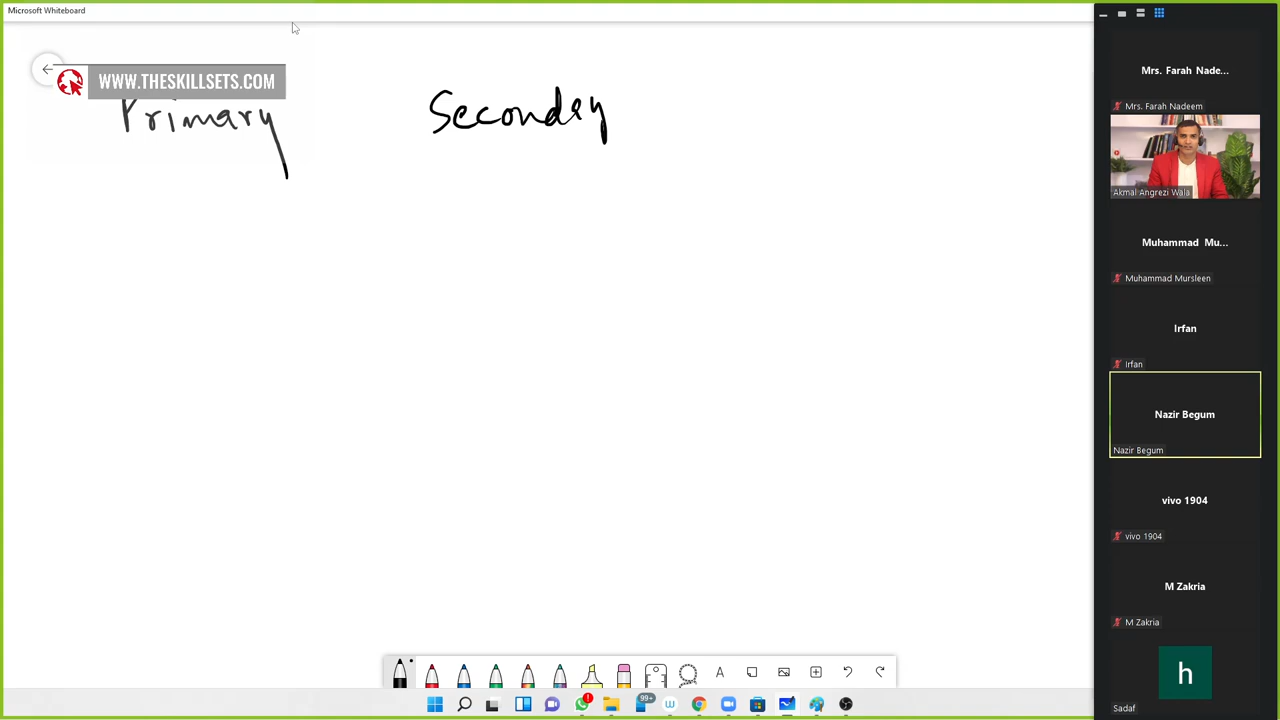 Microsoft Whiteboard
WWW.THESKILLSETS.COM
Primary Secondry
Mrs. Farah Nade...
Mrs. Farah Nadeem
Akmal Angrezi Wala
Muhammad Mu...
Muhammad Mursleen
Irfan
Irfan
Nazir Begum
Nazir Begum
vivo 1904
vivo 1904
M Zakria
M Zakria
h
Sadaf
A
99+